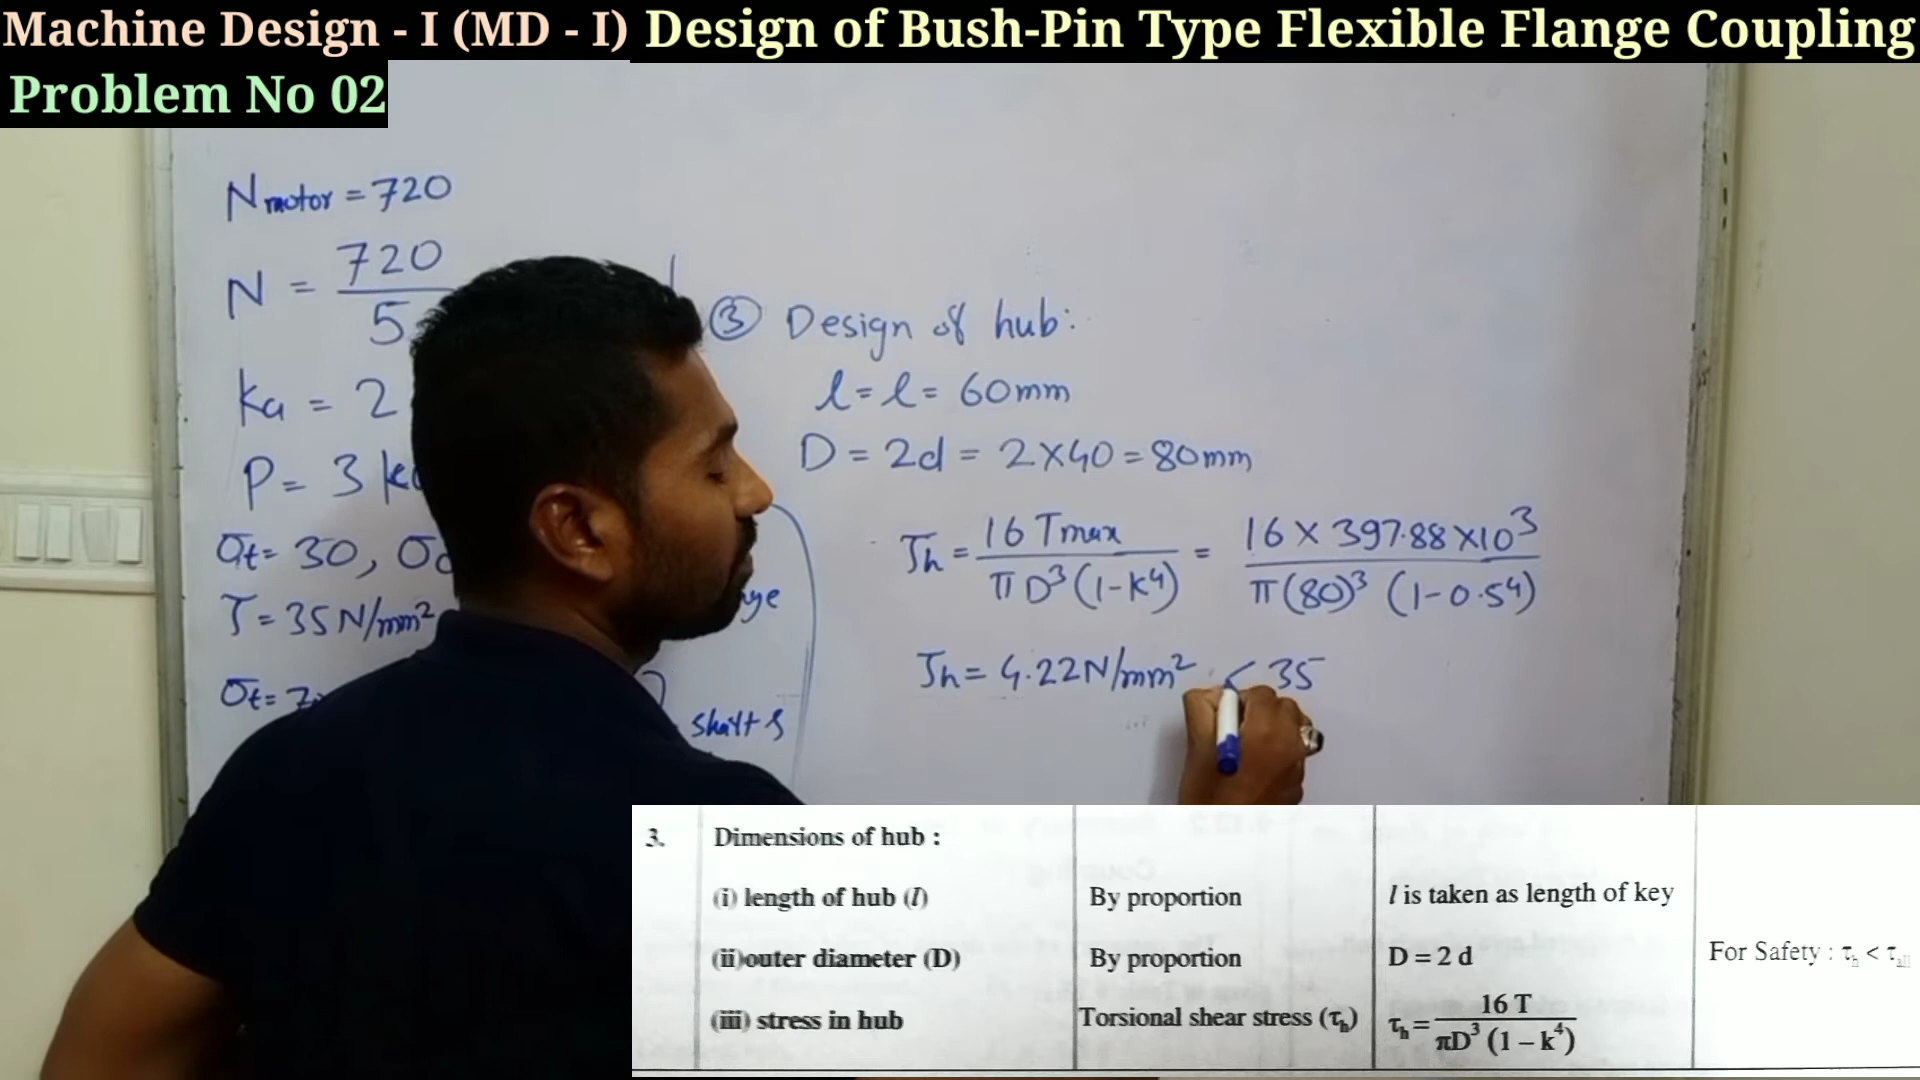 Machine Design - I (MD - I) Design of Bush-Pin Type Flexible Flange Coupling
Problem No 02
Nmotor = 720
N = 720 / 5
Ka = 2
P = 3 k
σt = 30, σc
τ = 35 N/mm²
σt =
shaft &
③ Design of hub:
l = l = 60mm
D = 2d = 2×40 = 80mm
τh = 16 Tmax / π D³ (1-k⁴) = 16 × 397.88 × 10³ / π (80)³ (1-0.5⁴)
τh = 4.22 N/mm² < 35
3. Dimensions of hub :
(i) length of hub (l) By proportion l is taken as length of key
(ii)outer diameter (D) By proportion D = 2 d
For Safety : τh < τall
(iii) stress in hub Torsional shear stress (τh) τh = 16 T / πD³ (1 – k⁴)